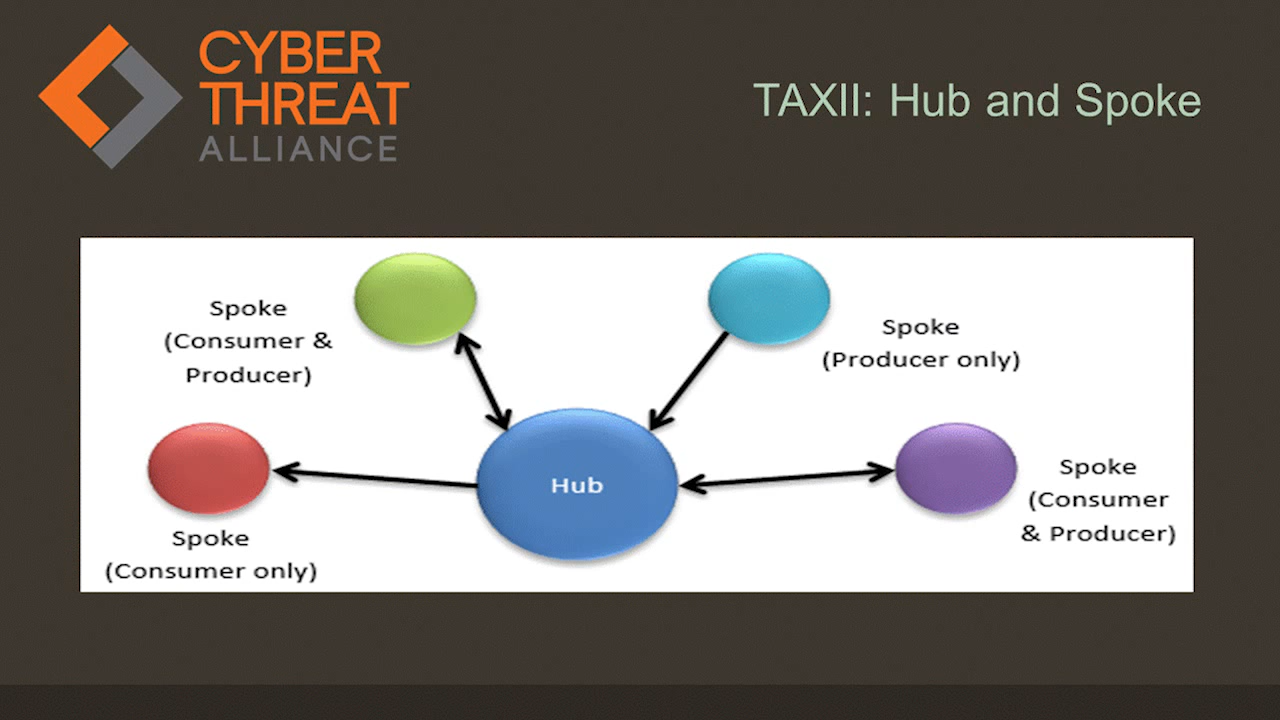 CYBER
THREAT
ALLIANCE
TAXII: Hub and Spoke
Spoke
(Consumer &
Producer)
Spoke
(Producer only)
Hub
Spoke
(Consumer
& Producer)
Spoke
(Consumer only)